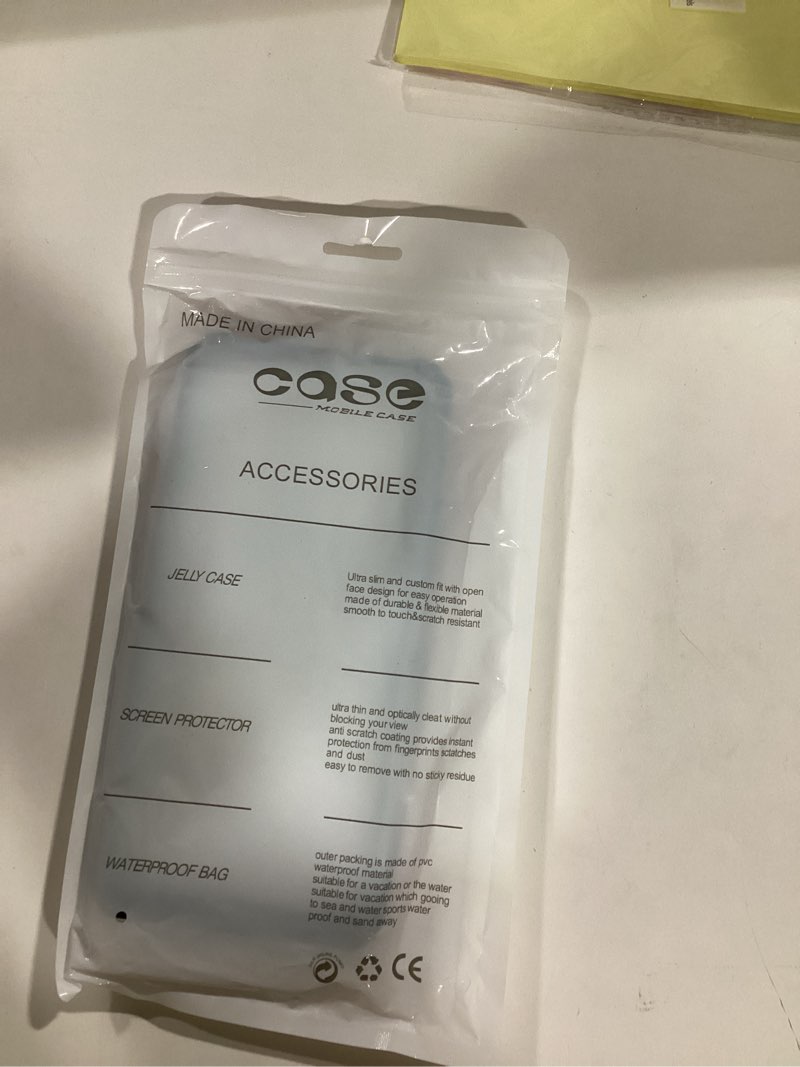 MADE IN CHINA
case
MOBILE CASE
ACCESSORIES
JELLY CASE
Ultra slim and custom fit with open
face design for easy operation
made of durable & flexible material
smooth to touch&scratch resistant
SCREEN PROTECTOR
ultra thin and optically cleat without
blocking your view
anti scratch coating provides instant
protection from fingerprints sctatches
and dust
easy to remove with no sticky residue
WATERPROOF BAG
outer packing is made of pvc
waterproof material
suitable for a vacation or the water
suitable for vacation which gooing
to sea and water sports water
proof and sand away
CE